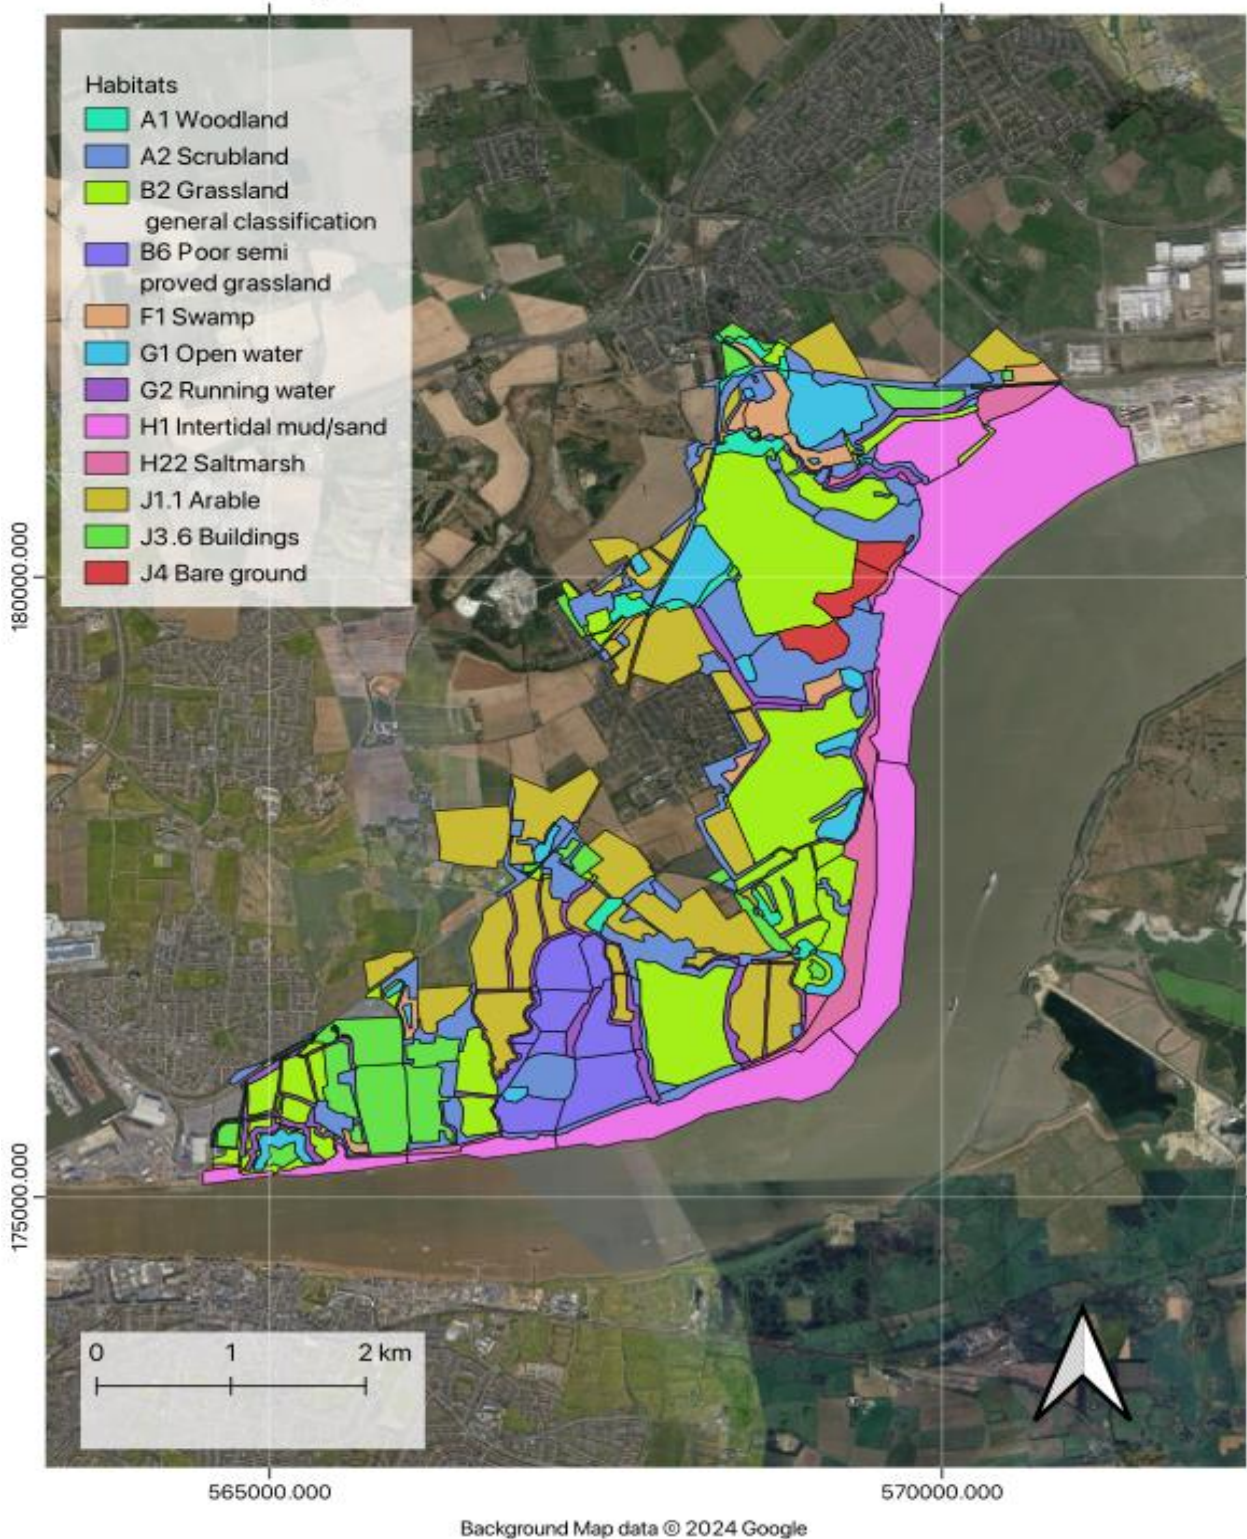 Habitats
A1 Woodland
A2 Scrubland
B2 Grassland
general classification
B6 Poor semi
proved grassland
F1 Swamp
G1 Open water
G2 Running water
H1 Intertidal mud/sand
H22 Saltmarsh
J1.1 Arable
J3.6 Buildings
J4 Bare ground
180000.000
175000.000
0 1 2 km
565000.000 570000.000
Background Map data © 2024 Google